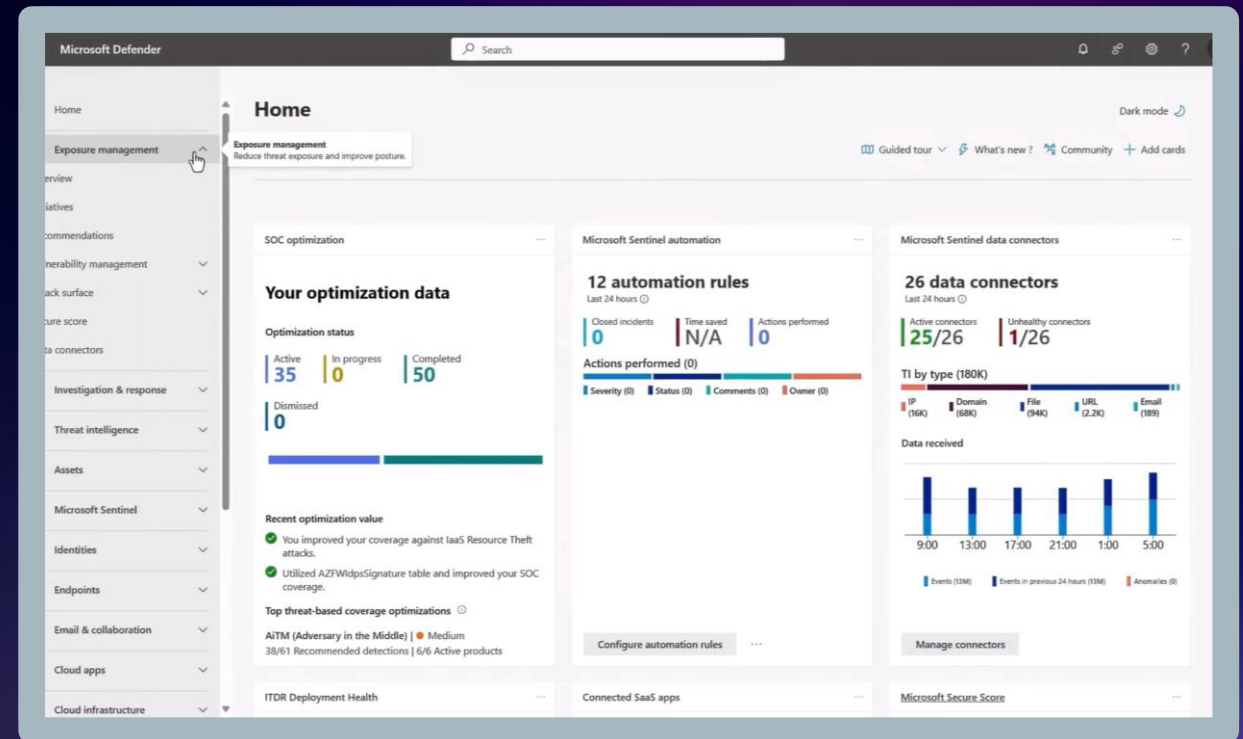 Microsoft Defender
Search
?
Home
Exposure management
erview
iatives
commendations
nerability management
ack surface
ure score
ta connectors
Investigation & response
Threat intelligence
Assets
Microsoft Sentinel
Identities
Endpoints
Email & collaboration
Cloud apps
Cloud infrastructure
Home
Dark mode
Exposure management
Reduce threat exposure and improve posture.
Guided tour
What's new ?
Community
+ Add cards
SOC optimization
Your optimization data
Optimization status
Active
35
In progress
0
Completed
50
Dismissed
0
Recent optimization value
You improved your coverage against IaaS Resource Theft
attacks.
Utilized AZFWIdpsSignature table and improved your SOC
coverage.
Top threat-based coverage optimizations
AiTM (Adversary in the Middle) | Medium
38/61 Recommended detections | 6/6 Active products
Microsoft Sentinel automation
12 automation rules
Last 24 hours
Closed incidents
0
Time saved
N/A
Actions performed
0
Actions performed (0)
Severity (0) Status (0) Comments (0) Owner (0)
Configure automation rules
Microsoft Sentinel data connectors
26 data connectors
Last 24 hours
Active connectors
25/26
Unhealthy connectors
1/26
TI by type (180K)
IP
(16K)
Domain
(68K)
File
(94K)
URL
(2.2K)
Email
(189)
Data received
9:00 13:00 17:00 21:00 1:00 5:00
Events (13M) Events in previous 24 hours (13M) Anomalies (0)
Manage connectors
ITDR Deployment Health
Connected SaaS apps
Microsoft Secure Score